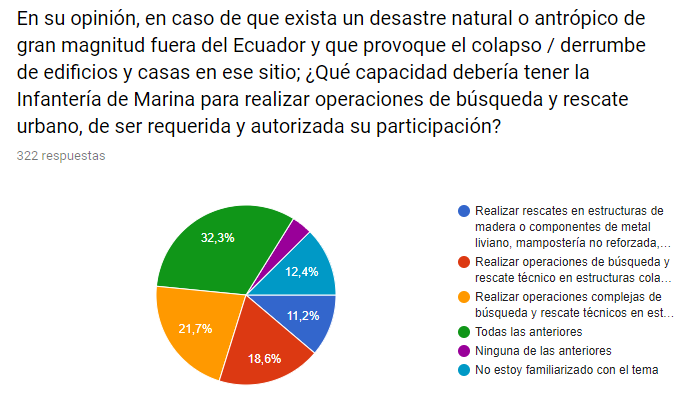 En su opinión, en caso de que exista un desastre natural o antrópico de
gran magnitud fuera del Ecuador y que provoque el colapso / derrumbe
de edificios y casas en ese sitio; ¿Qué capacidad debería tener la
Infantería de Marina para realizar operaciones de búsqueda y rescate
urbano, de ser requerida y autorizada su participación?
322 respuestas
32,3%
12,4%
11,2%
21,7%
18,6%
Realizar rescates en estructuras de
madera o componentes de metal
liviano, mampostería no reforzada,...
Realizar operaciones de búsqueda y
rescate técnico en estructuras cola...
Realizar operaciones complejas de
búsqueda y rescate técnicos en est...
Todas las anteriores
Ninguna de las anteriores
No estoy familiarizado con el tema